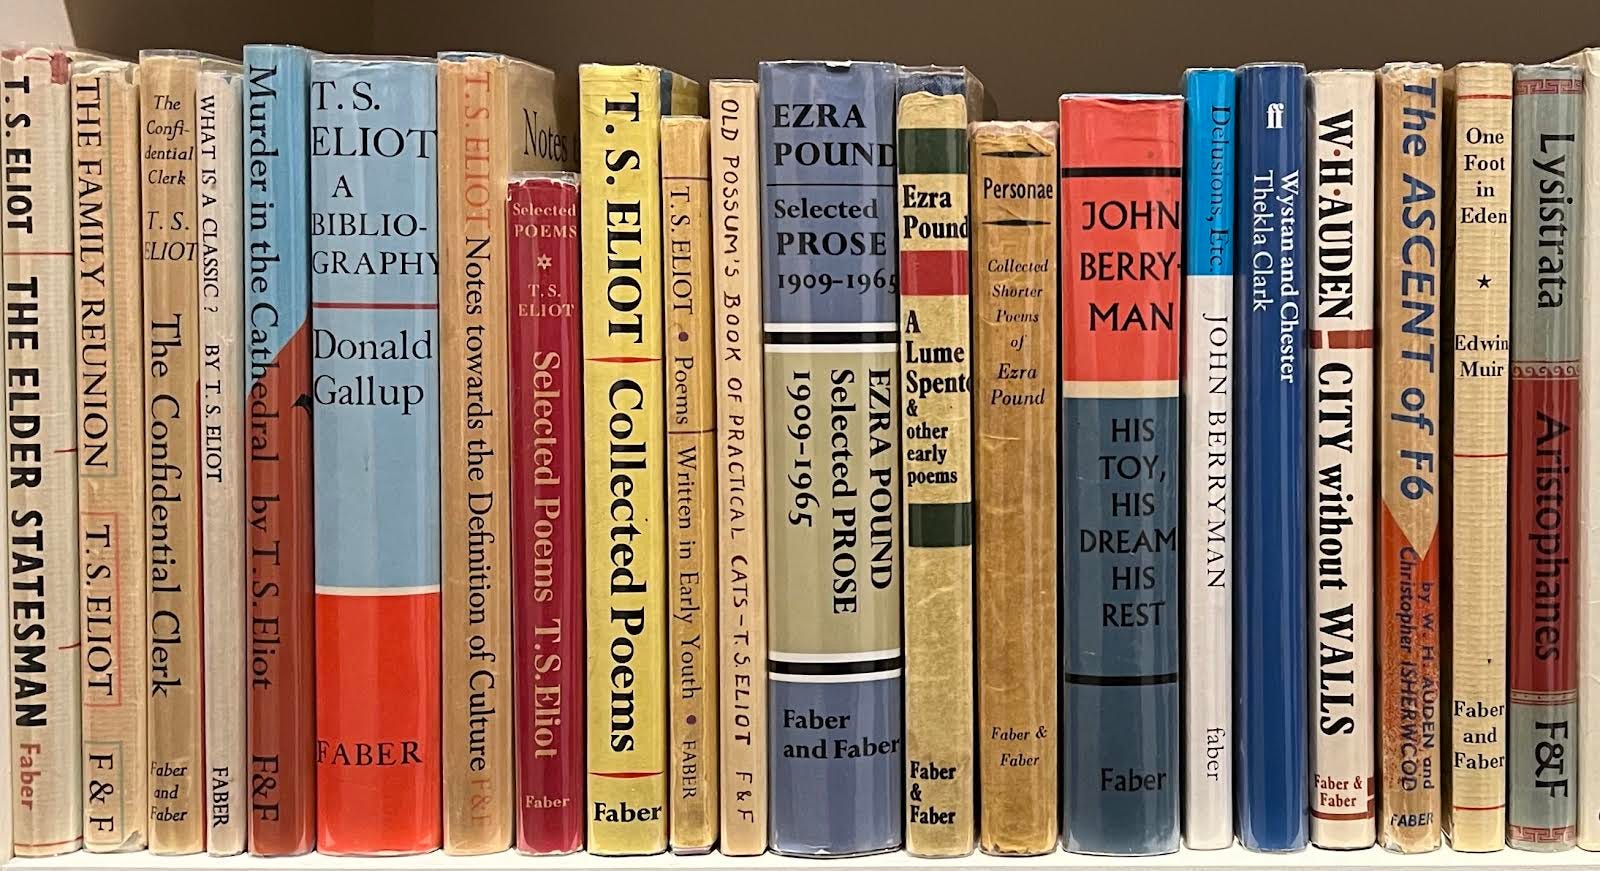 T. S. ELIOT THE ELDER STATESMAN Faber
THE FAMILY REUNION T.S. ELIOT F & F
The
Confi-
dential
Clerk
T. S.
ELIOT
The Confidential Clerk
Faber
and
Faber
WHAT IS A CLASSIC? BY T. S. ELIOT FABER
Murder in the Cathedral by T. S. Eliot F&F
T. S.
ELIOT
A
BIBLIO-
GRAPHY
Donald
Gallup
FABER
T. S. ELIOT Notes towards the Definition of Culture F&F
Notes
Selected
POEMS
T. S.
ELIOT
Selected Poems T.S. Eliot
Faber
T. S. ELIOT Collected Poems
Faber
T. S. ELIOT • Poems Written in Early Youth • FABER
OLD POSSUM'S BOOK OF PRACTICAL CATS – T. S. ELIOT F & F
EZRA
POUND
Selected
PROSE
1909-1965
EZRA POUND
Selected PROSE
1909-1965
Faber
and Faber
Ezra
Pound
A
Lume
Spento
&
other
early
poems
Faber
&
Faber
Personae
Collected
Shorter
Poems
of
Ezra
Pound
Faber &
Faber
JOHN
BERRY-
MAN
HIS
TOY,
HIS
DREAM
HIS
REST
Faber
Delusions, Etc. JOHN BERRYMAN faber
ff
Wystan and Chester
Thekla Clark
W·H·AUDEN CITY without WALLS
Faber &
Faber
The ASCENT of F6
by W. H. AUDEN and
Christopher ISHERWOOD
FABER
One
Foot
in
Eden
★
Edwin
Muir
Faber
and
Faber
Lysistrata Aristophanes F&F